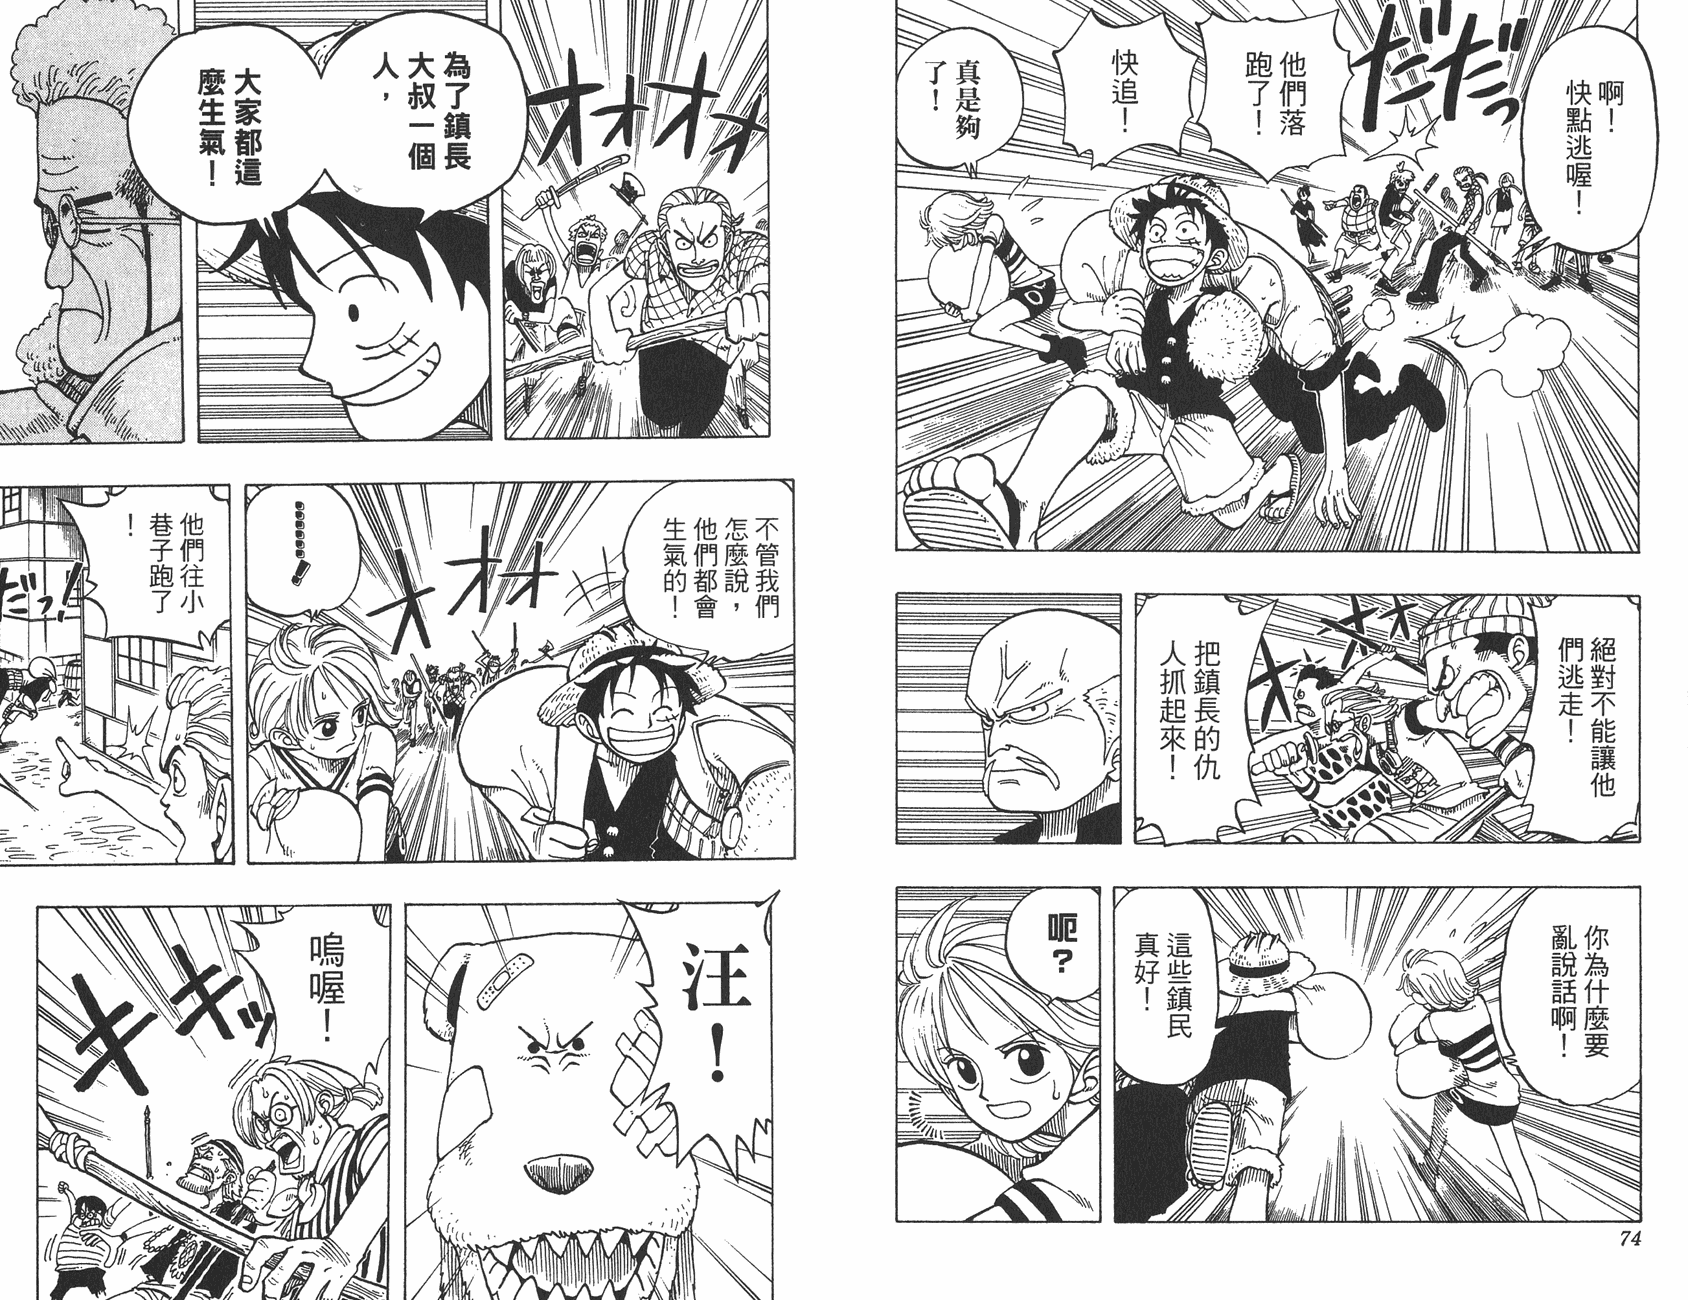 啊！
快點逃喔！
他們落
跑了！
快追！
真是夠
了！
ダダダっ
絕對不能讓他
們逃走！
把鎮長的仇
人抓起來！
オオオ
你為什麼要
亂說話啊！
這些鎮民
真好！
呃？
74
オオオオ
為了鎮長
大叔一個
人，
大家都這
麼生氣！
不管我們
怎麼說，
他們都會
生氣的！
オオオ
…………！
他們往小
巷子跑了
！
だっ！
汪！
嗚喔！
キキッ